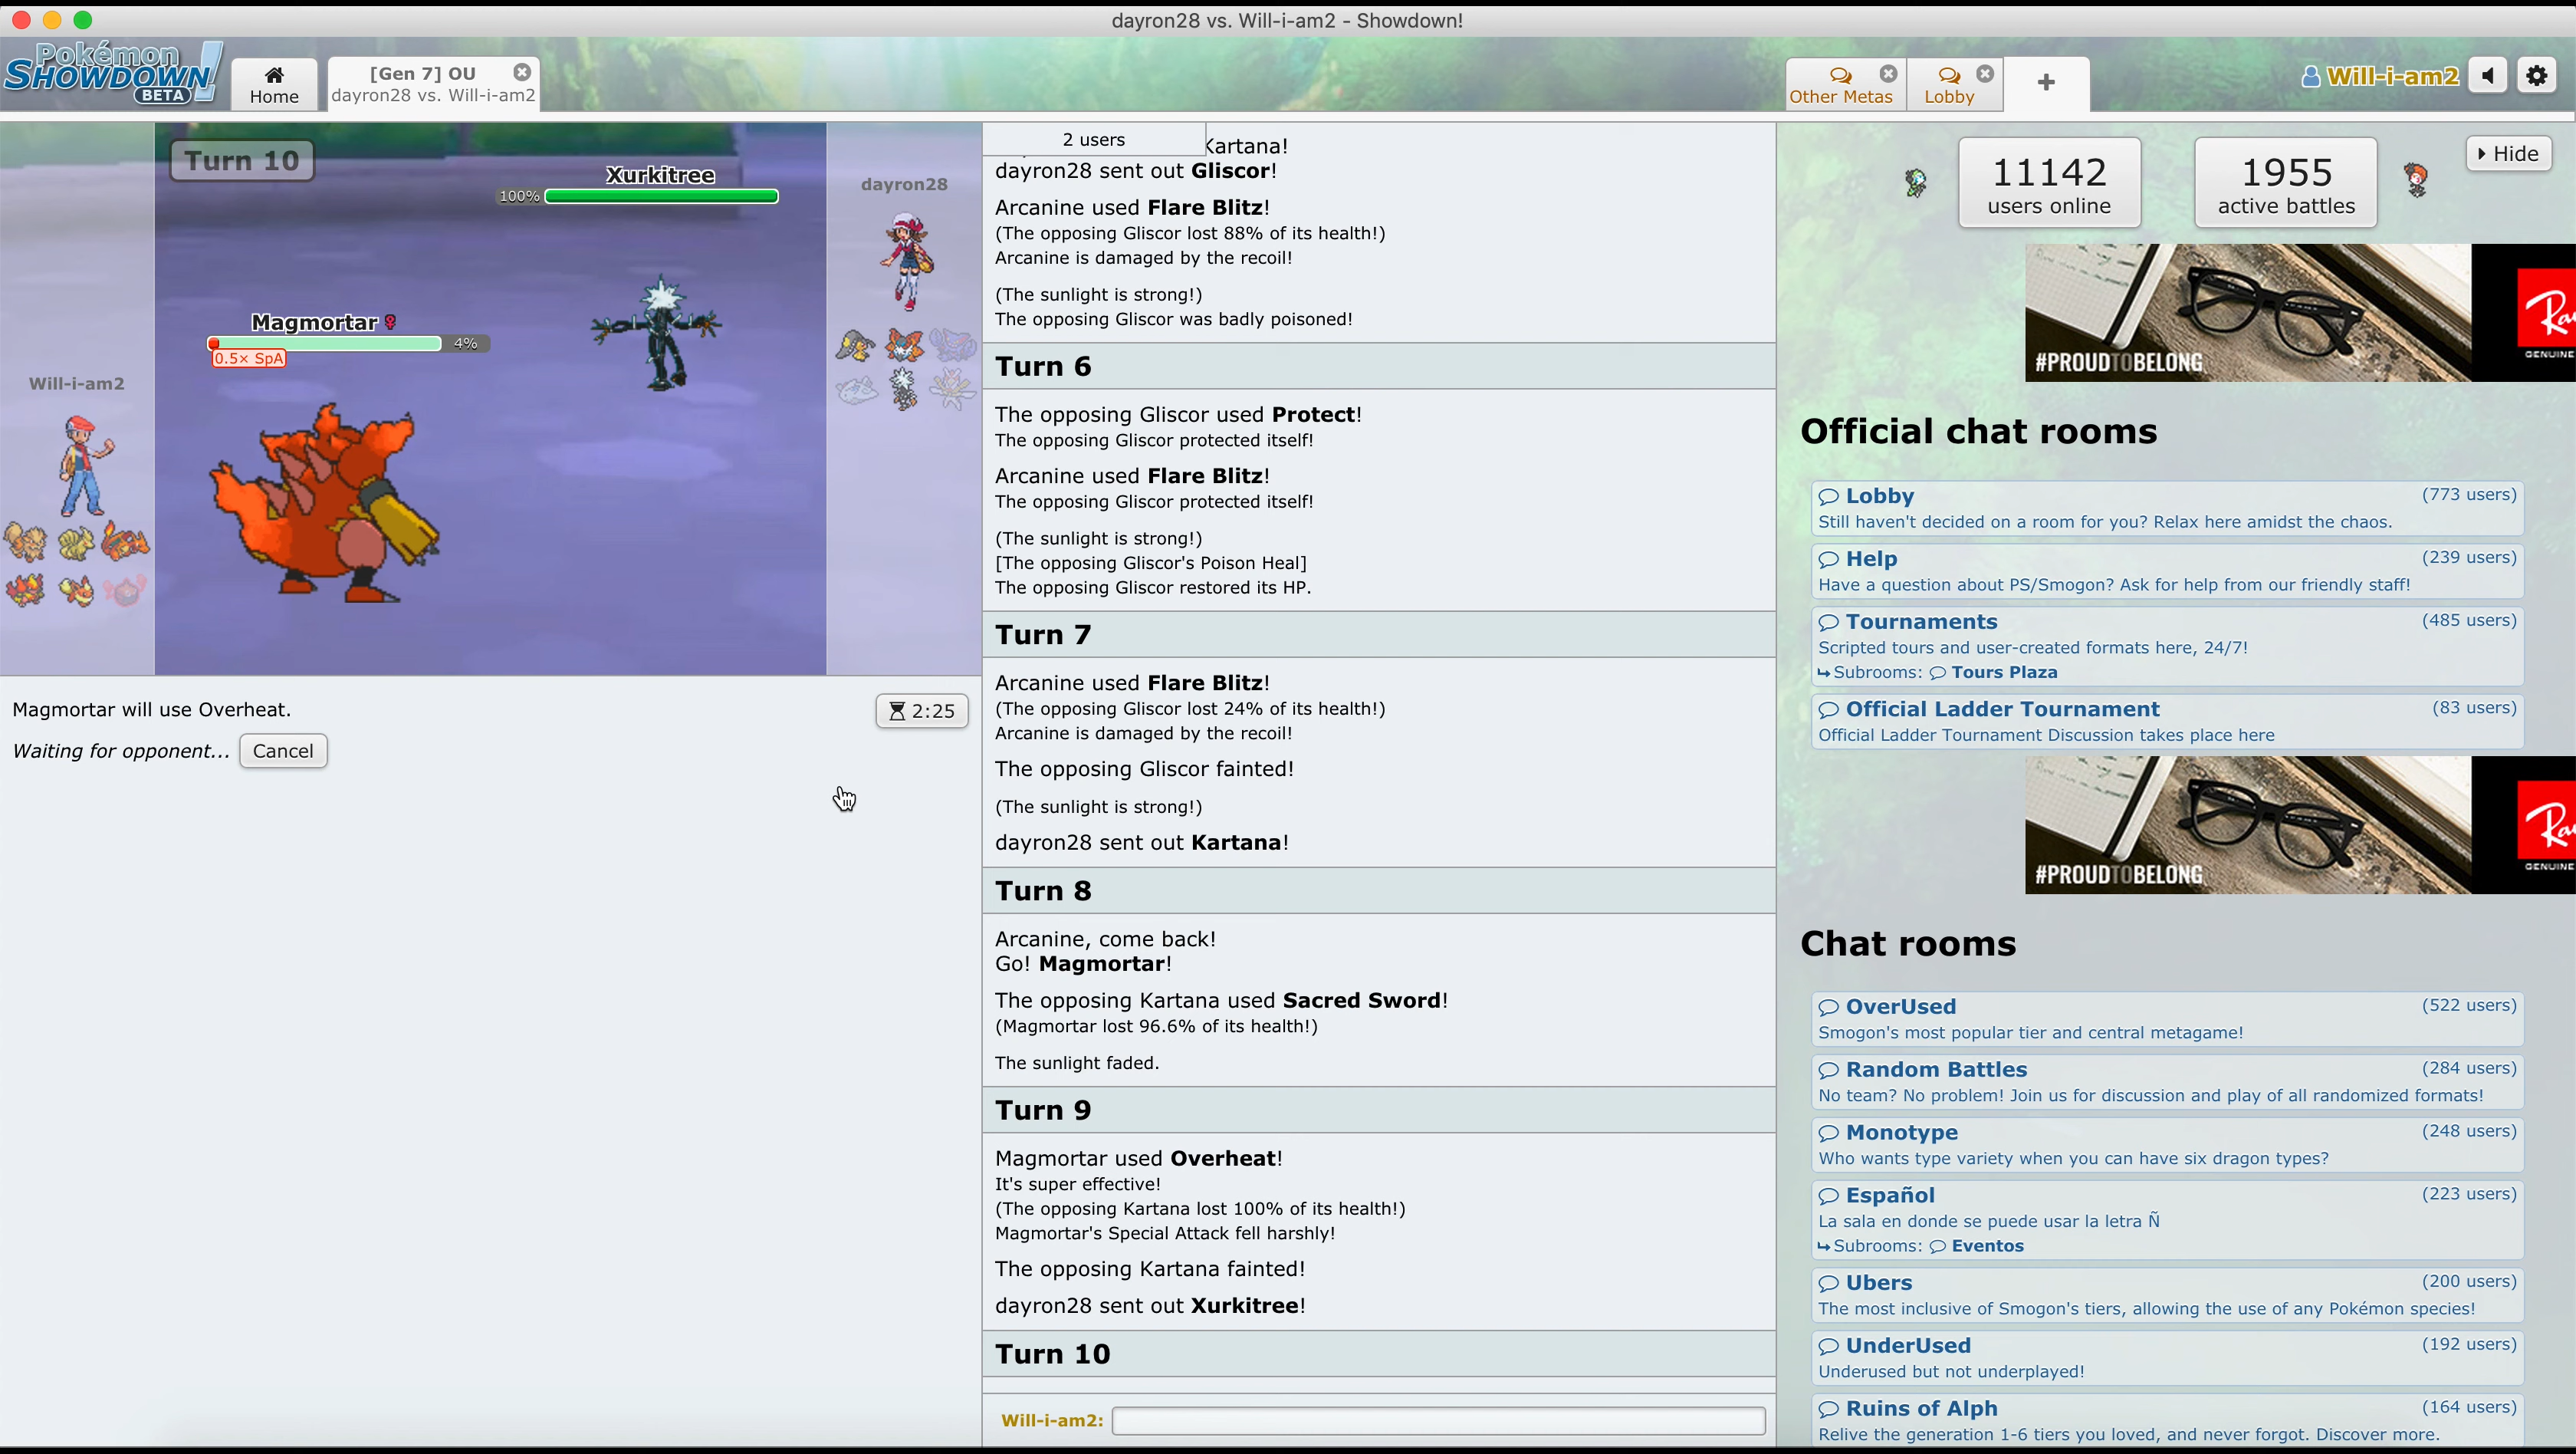 dayron28 vs. Will-i-am2 - Showdown!
Pokémon
SHOWDOWN!
BETA
Home
[Gen 7] OU
dayron28 vs. Will-i-am2
Other Metas
Lobby
+
Will-i-am2
Turn 10
Xurkitree
100%
Magmortar
4%
0.5× SpA
Will-i-am2
dayron28
Magmortar will use Overheat.
2:25
Waiting for opponent...
Cancel
2 users
Kartana!
dayron28 sent out Gliscor!
Arcanine used Flare Blitz!
(The opposing Gliscor lost 88% of its health!)
Arcanine is damaged by the recoil!
(The sunlight is strong!)
The opposing Gliscor was badly poisoned!
Turn 6
The opposing Gliscor used Protect!
The opposing Gliscor protected itself!
Arcanine used Flare Blitz!
The opposing Gliscor protected itself!
(The sunlight is strong!)
[The opposing Gliscor's Poison Heal]
The opposing Gliscor restored its HP.
Turn 7
Arcanine used Flare Blitz!
(The opposing Gliscor lost 24% of its health!)
Arcanine is damaged by the recoil!
The opposing Gliscor fainted!
(The sunlight is strong!)
dayron28 sent out Kartana!
Turn 8
Arcanine, come back!
Go! Magmortar!
The opposing Kartana used Sacred Sword!
(Magmortar lost 96.6% of its health!)
The sunlight faded.
Turn 9
Magmortar used Overheat!
It's super effective!
(The opposing Kartana lost 100% of its health!)
Magmortar's Special Attack fell harshly!
The opposing Kartana fainted!
dayron28 sent out Xurkitree!
Turn 10
Will-i-am2:
11142
users online
1955
active battles
Hide
#PROUDTOBELONG
GENUINE
Official chat rooms
Lobby (773 users)
Still haven't decided on a room for you? Relax here amidst the chaos.
Help (239 users)
Have a question about PS/Smogon? Ask for help from our friendly staff!
Tournaments (485 users)
Scripted tours and user-created formats here, 24/7!
↳Subrooms: Tours Plaza
Official Ladder Tournament (83 users)
Official Ladder Tournament Discussion takes place here
#PROUDTOBELONG
GENUINE
Chat rooms
OverUsed (522 users)
Smogon's most popular tier and central metagame!
Random Battles (284 users)
No team? No problem! Join us for discussion and play of all randomized formats!
Monotype (248 users)
Who wants type variety when you can have six dragon types?
Español (223 users)
La sala en donde se puede usar la letra Ñ
↳Subrooms: Eventos
Ubers (200 users)
The most inclusive of Smogon's tiers, allowing the use of any Pokémon species!
UnderUsed (192 users)
Underused but not underplayed!
Ruins of Alph (164 users)
Relive the generation 1-6 tiers you loved, and never forgot. Discover more.